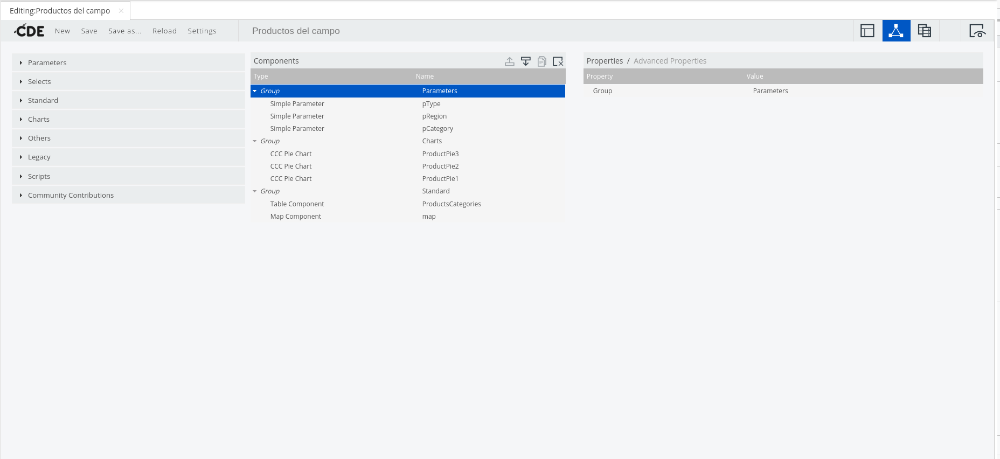 Editing:Productos del campo
CDE New Save Save as... Reload Settings Productos del campo
Parameters
Selects
Standard
Charts
Others
Legacy
Scripts
Community Contributions
Components
Type Name
Group Parameters
Simple Parameter pType
Simple Parameter pRegion
Simple Parameter pCategory
Group Charts
CCC Pie Chart ProductPie3
CCC Pie Chart ProductPie2
CCC Pie Chart ProductPie1
Group Standard
Table Component ProductsCategories
Map Component map
Properties / Advanced Properties
Property Value
Group Parameters